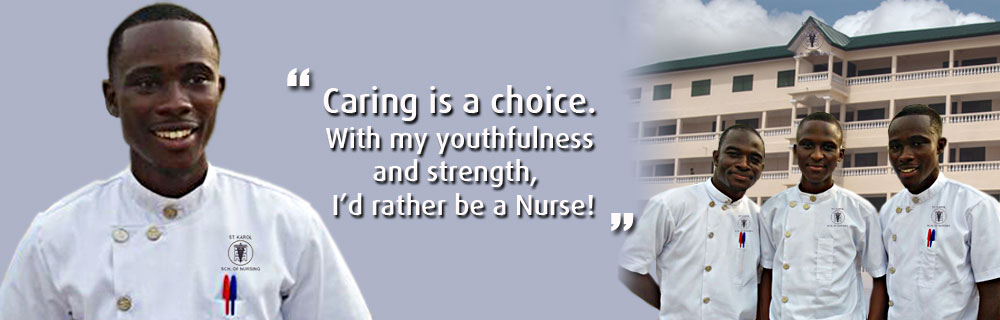 “ Caring is a choice.
With my youthfulness
and strength,
I'd rather be a Nurse! ”
ST. KAROL
SCH. OF NURSING